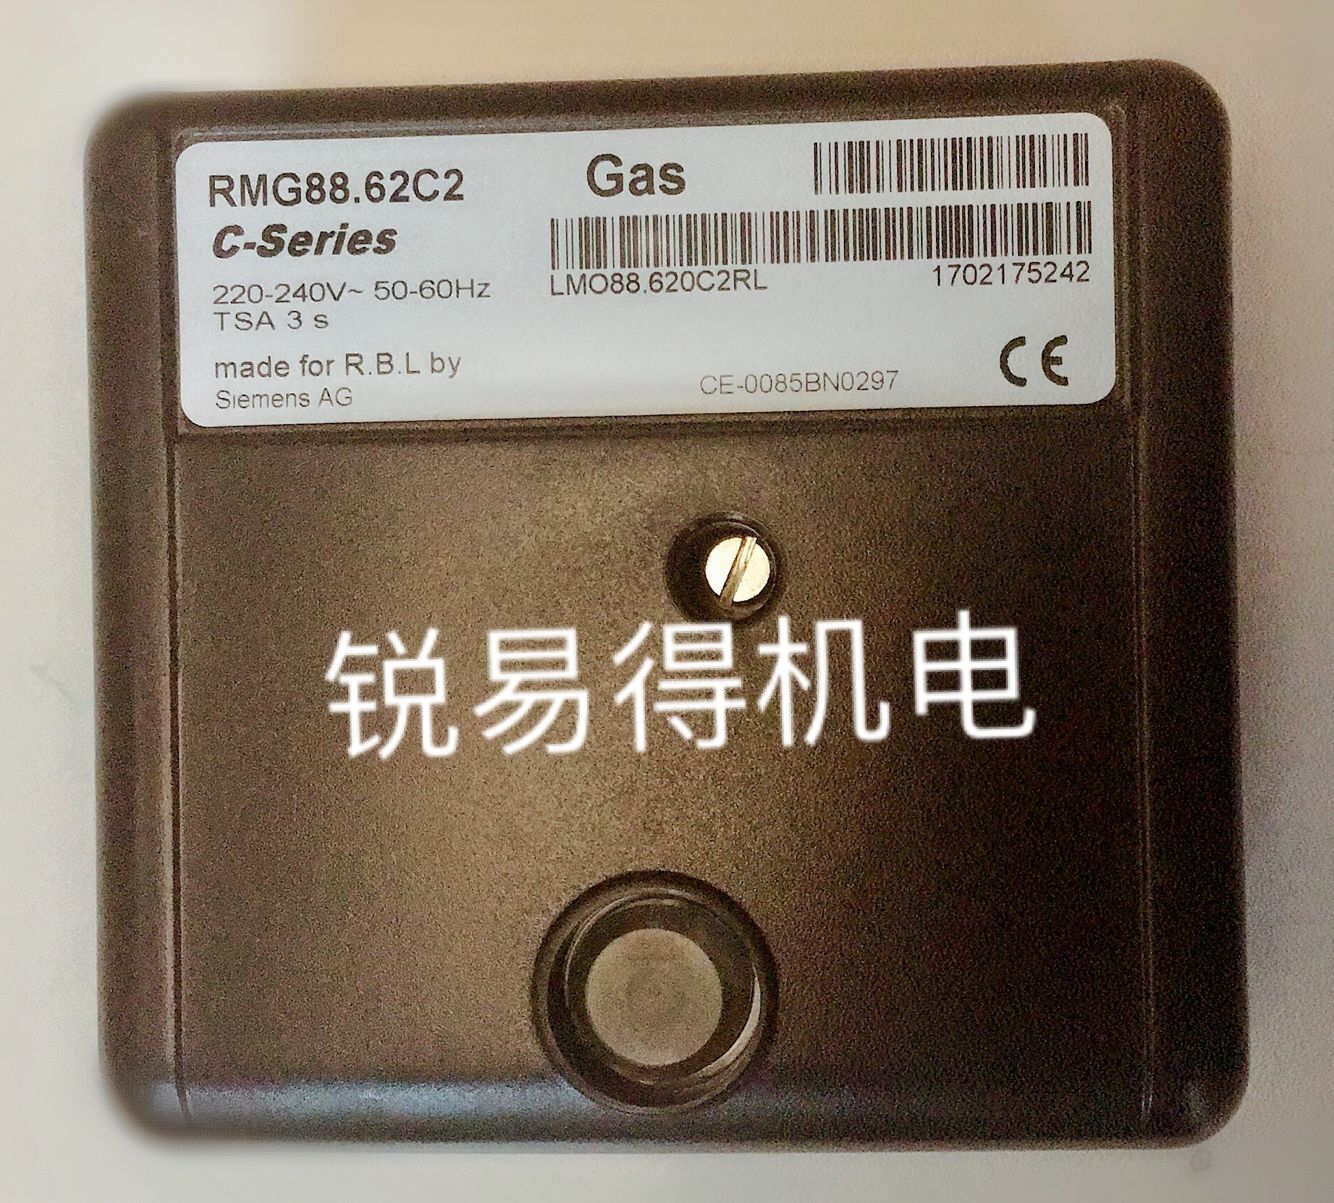 RMG88.62C2
Gas
C-Series
LMO88.620C2RL 1702175242
220-240V~ 50-60Hz
TSA 3 s
made for R.B.L by
Siemens AG
CE-0085BN0297
CE
锐易得机电